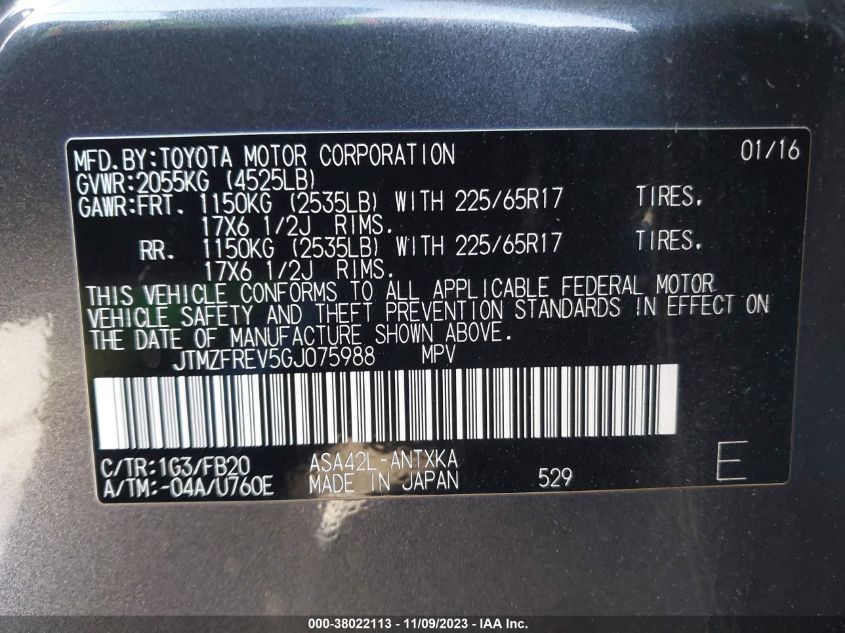 MFD.BY:TOYOTA MOTOR CORPORATION 01/16
GVWR:2055KG (4525LB)
GAWR:FRT. 1150KG (2535LB) WITH 225/65R17 TIRES.
17X6 1/2J RIMS.
RR. 1150KG (2535LB) WITH 225/65R17 TIRES.
17X6 1/2J RIMS.
THIS VEHICLE CONFORMS TO ALL APPLICABLE FEDERAL MOTOR
VEHICLE SAFETY AND THEFT PREVENTION STANDARDS IN EFFECT ON
THE DATE OF MANUFACTURE SHOWN ABOVE.
JTMZFREV5GJ075988 MPV
C/TR:1G3/FB20 ASA42L-ANTXKA E
A/TM:-04A/U760E MADE IN JAPAN 529
000-38022113 - 11/09/2023 - IAA Inc.